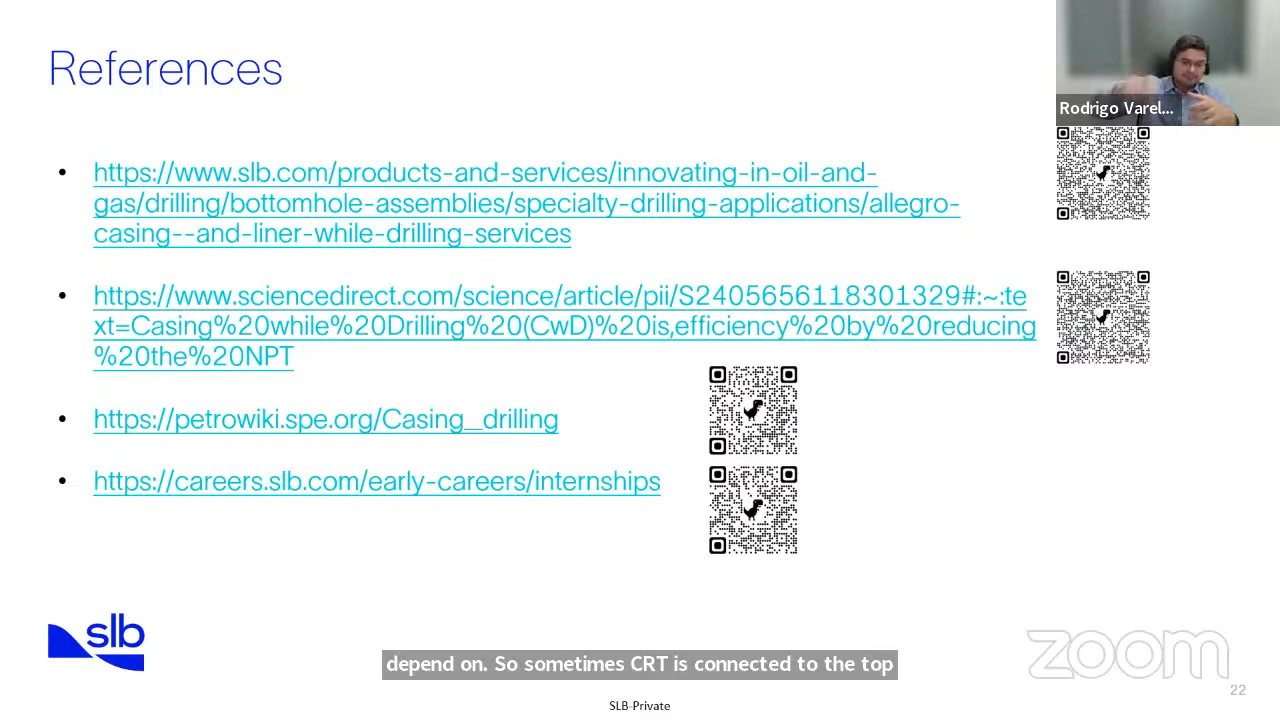 References
Rodrigo Varel...
• https://www.slb.com/products-and-services/innovating-in-oil-and-
gas/drilling/bottomhole-assemblies/specialty-drilling-applications/allegro-
casing--and-liner-while-drilling-services
• https://www.sciencedirect.com/science/article/pii/S2405656118301329#:~:te
xt=Casing%20while%20Drilling%20(CwD)%20is,efficiency%20by%20reducing
%20the%20NPT
• https://petrowiki.spe.org/Casing_drilling
• https://careers.slb.com/early-careers/internships
slb
depend on. So sometimes CRT is connected to the top
zoom
22
SLB-Private